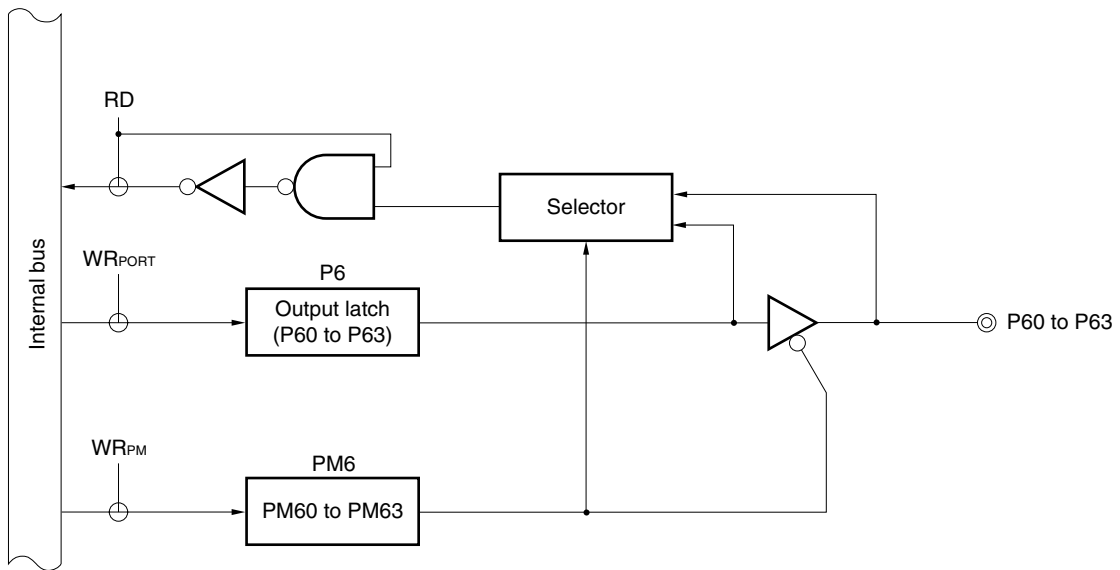 RD
Selector
WRPORT
P6
Output latch
(P60 to P63)
P60 to P63
Internal bus
WRPM
PM6
PM60 to PM63